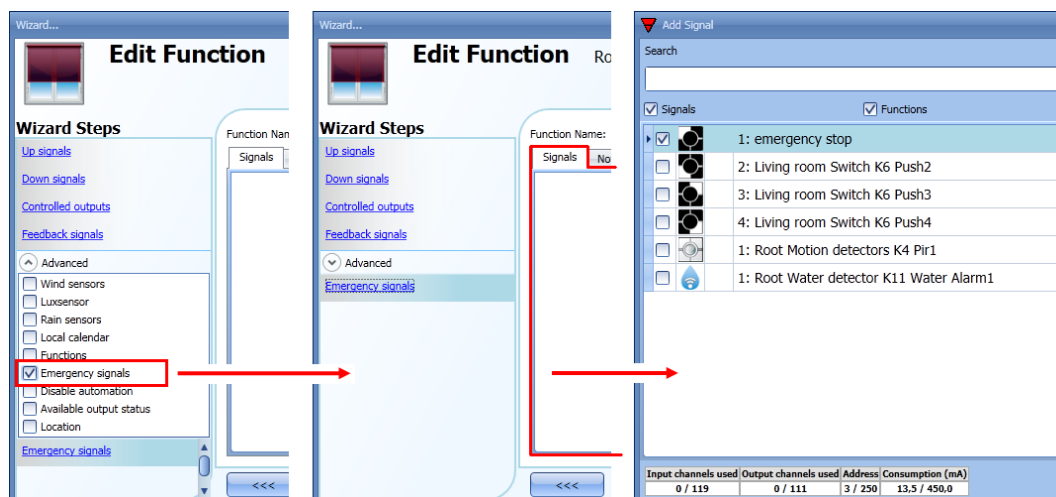 Wizard...
Edit Function
Wizard Steps
Up signals
Down signals
Controlled outputs
Feedback signals
Advanced
Wind sensors
Luxsensor
Rain sensors
Local calendar
Functions
Emergency signals
Disable automation
Available output status
Location
Emergency signals
Function Nan
Signals
<<<
Wizard...
Edit Function Ro
Wizard Steps
Up signals
Down signals
Controlled outputs
Feedback signals
Advanced
Emergency signals
Function Name:
Signals No
<<<
Add Signal
Search
Signals Functions
1: emergency stop
2: Living room Switch K6 Push2
3: Living room Switch K6 Push3
4: Living room Switch K6 Push4
1: Root Motion detectors K4 Pir1
1: Root Water detector K11 Water Alarm1
Input channels used Output channels used Address Consumption (mA)
0 / 119 0 / 111 3 / 250 13,5 / 450,0